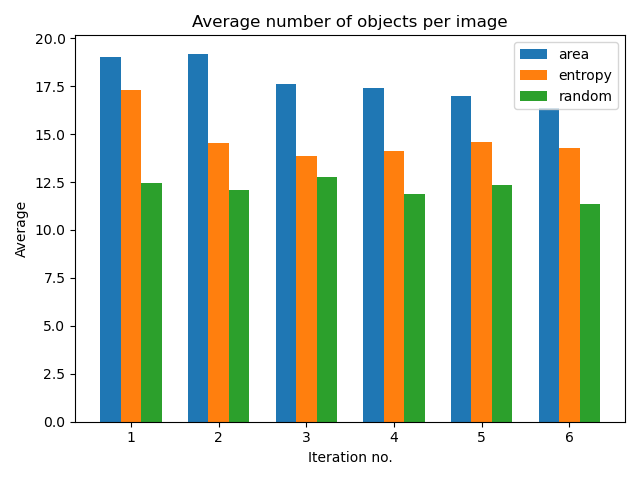 Average number of objects per image
20.0
17.5
15.0
12.5
10.0
7.5
5.0
2.5
0.0
Average
area
entropy
random
1 2 3 4 5 6
Iteration no.